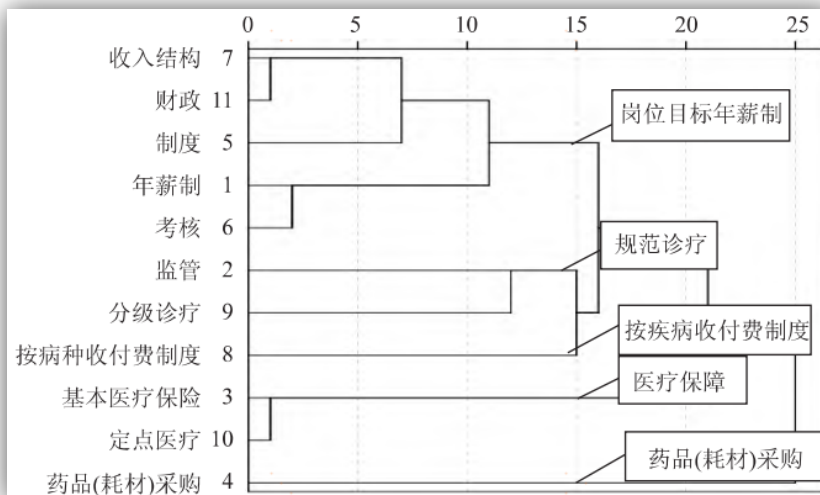 0 5 10 15 20 25
收入结构 7
财政 11
制度 5
岗位目标年薪制
年薪制 1
考核 6
规范诊疗
监管 2
分级诊疗 9
按疾病收付费制度
按病种收付费制度 8
医疗保障
基本医疗保险 3
定点医疗 10
药品(耗材)采购
药品(耗材)采购 4